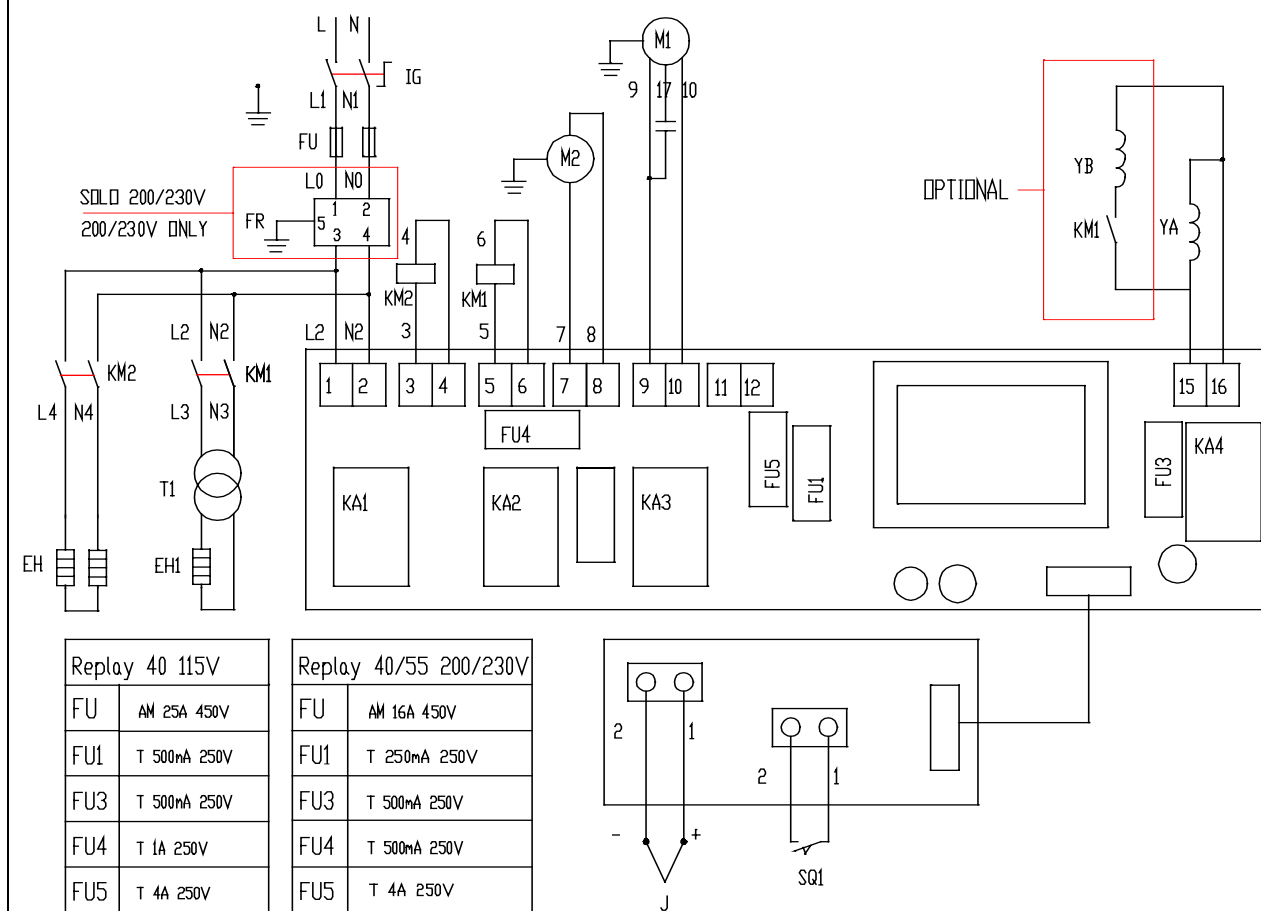 L N
M1
IG
9 17 10
L1 N1
FU
M2
YB
L0 N0
SOLO 200/230V
1 2
OPTIONAL
FR
5
200/230V ONLY
3 4
4
6
KM1
YA
KM2
KM1
L2 N2
L2 N2
3
5
7 8
KM2
KM1
1 2 3 4 5 6 7 8 9 10 11 12 15 16
L4 N4
L3 N3
FU4
FU5
FU1
FU3
KA4
T1
KA1
KA2
KA3
EH
EH1
Replay 40 115V
FU AM 25A 450V
FU1 T 500mA 250V
FU3 T 500mA 250V
FU4 T 1A 250V
FU5 T 4A 250V
Replay 40/55 200/230V
FU AM 16A 450V
FU1 T 250mA 250V
FU3 T 500mA 250V
FU4 T 500mA 250V
FU5 T 4A 250V
2 1
2 1
- +
SQ1
J